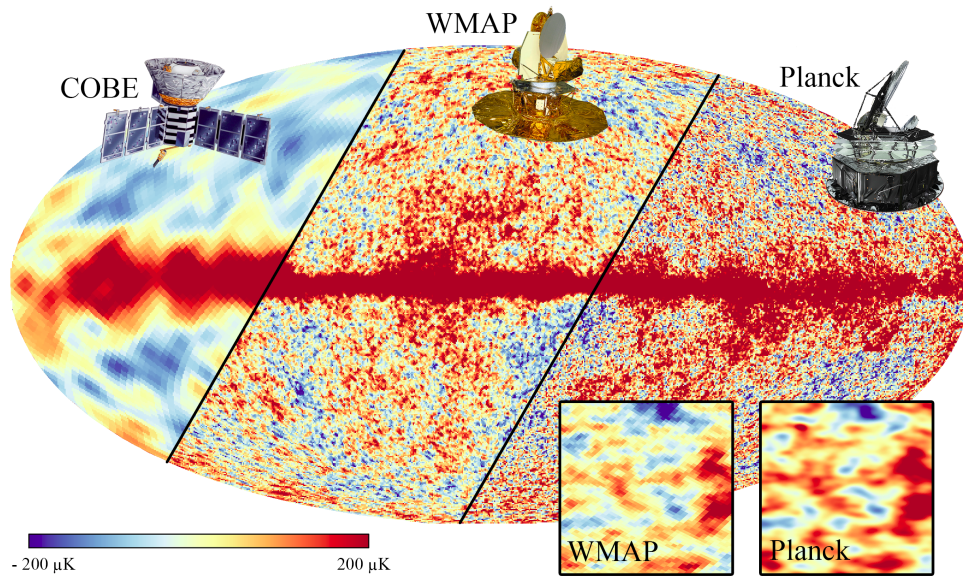 WMAP
COBE
Planck
WMAP
Planck
- 200 µK
200 µK